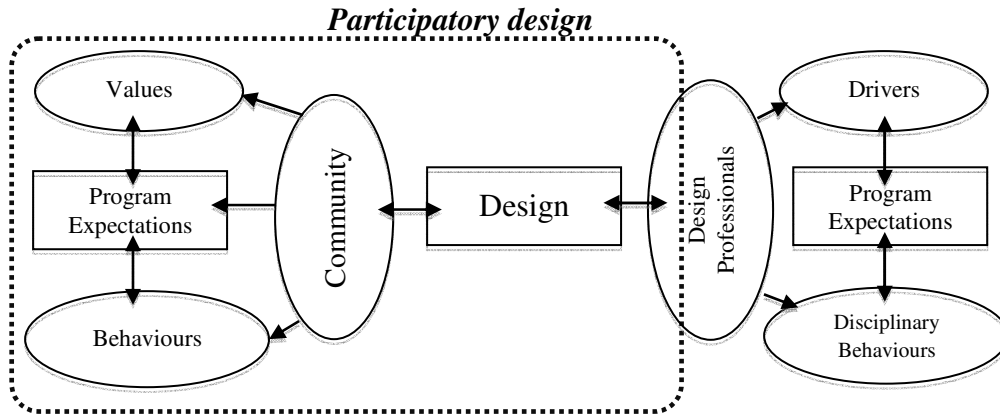 Participatory design
Values
Program
Expectations
Behaviours
Community
Design
Design
Professionals
Drivers
Program
Expectations
Disciplinary
Behaviours